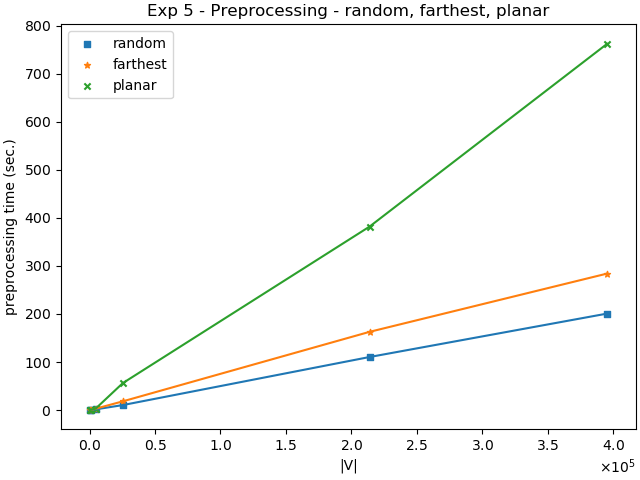 Exp 5 - Preprocessing - random, farthest, planar
800
700
600
500
400
300
200
100
0
preprocessing time (sec.)
random
farthest
planar
0.0 0.5 1.0 1.5 2.0 2.5 3.0 3.5 4.0
|V|
×10⁵